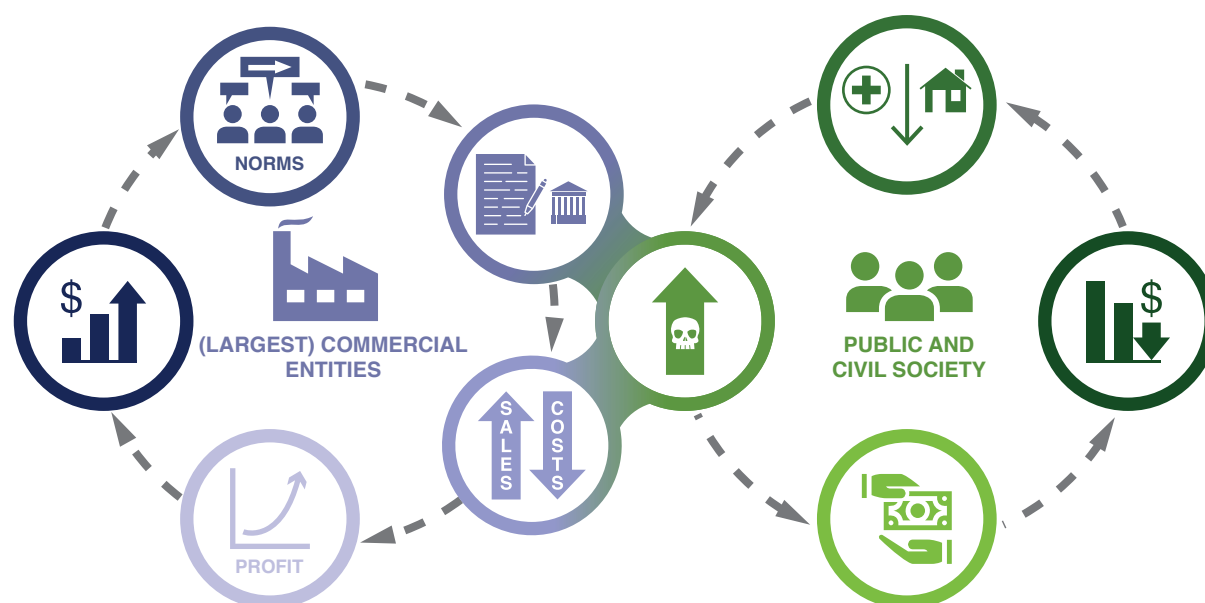 NORMS
$
(LARGEST) COMMERCIAL
ENTITIES
SALES
COSTS
PROFIT
PUBLIC AND
CIVIL SOCIETY
$